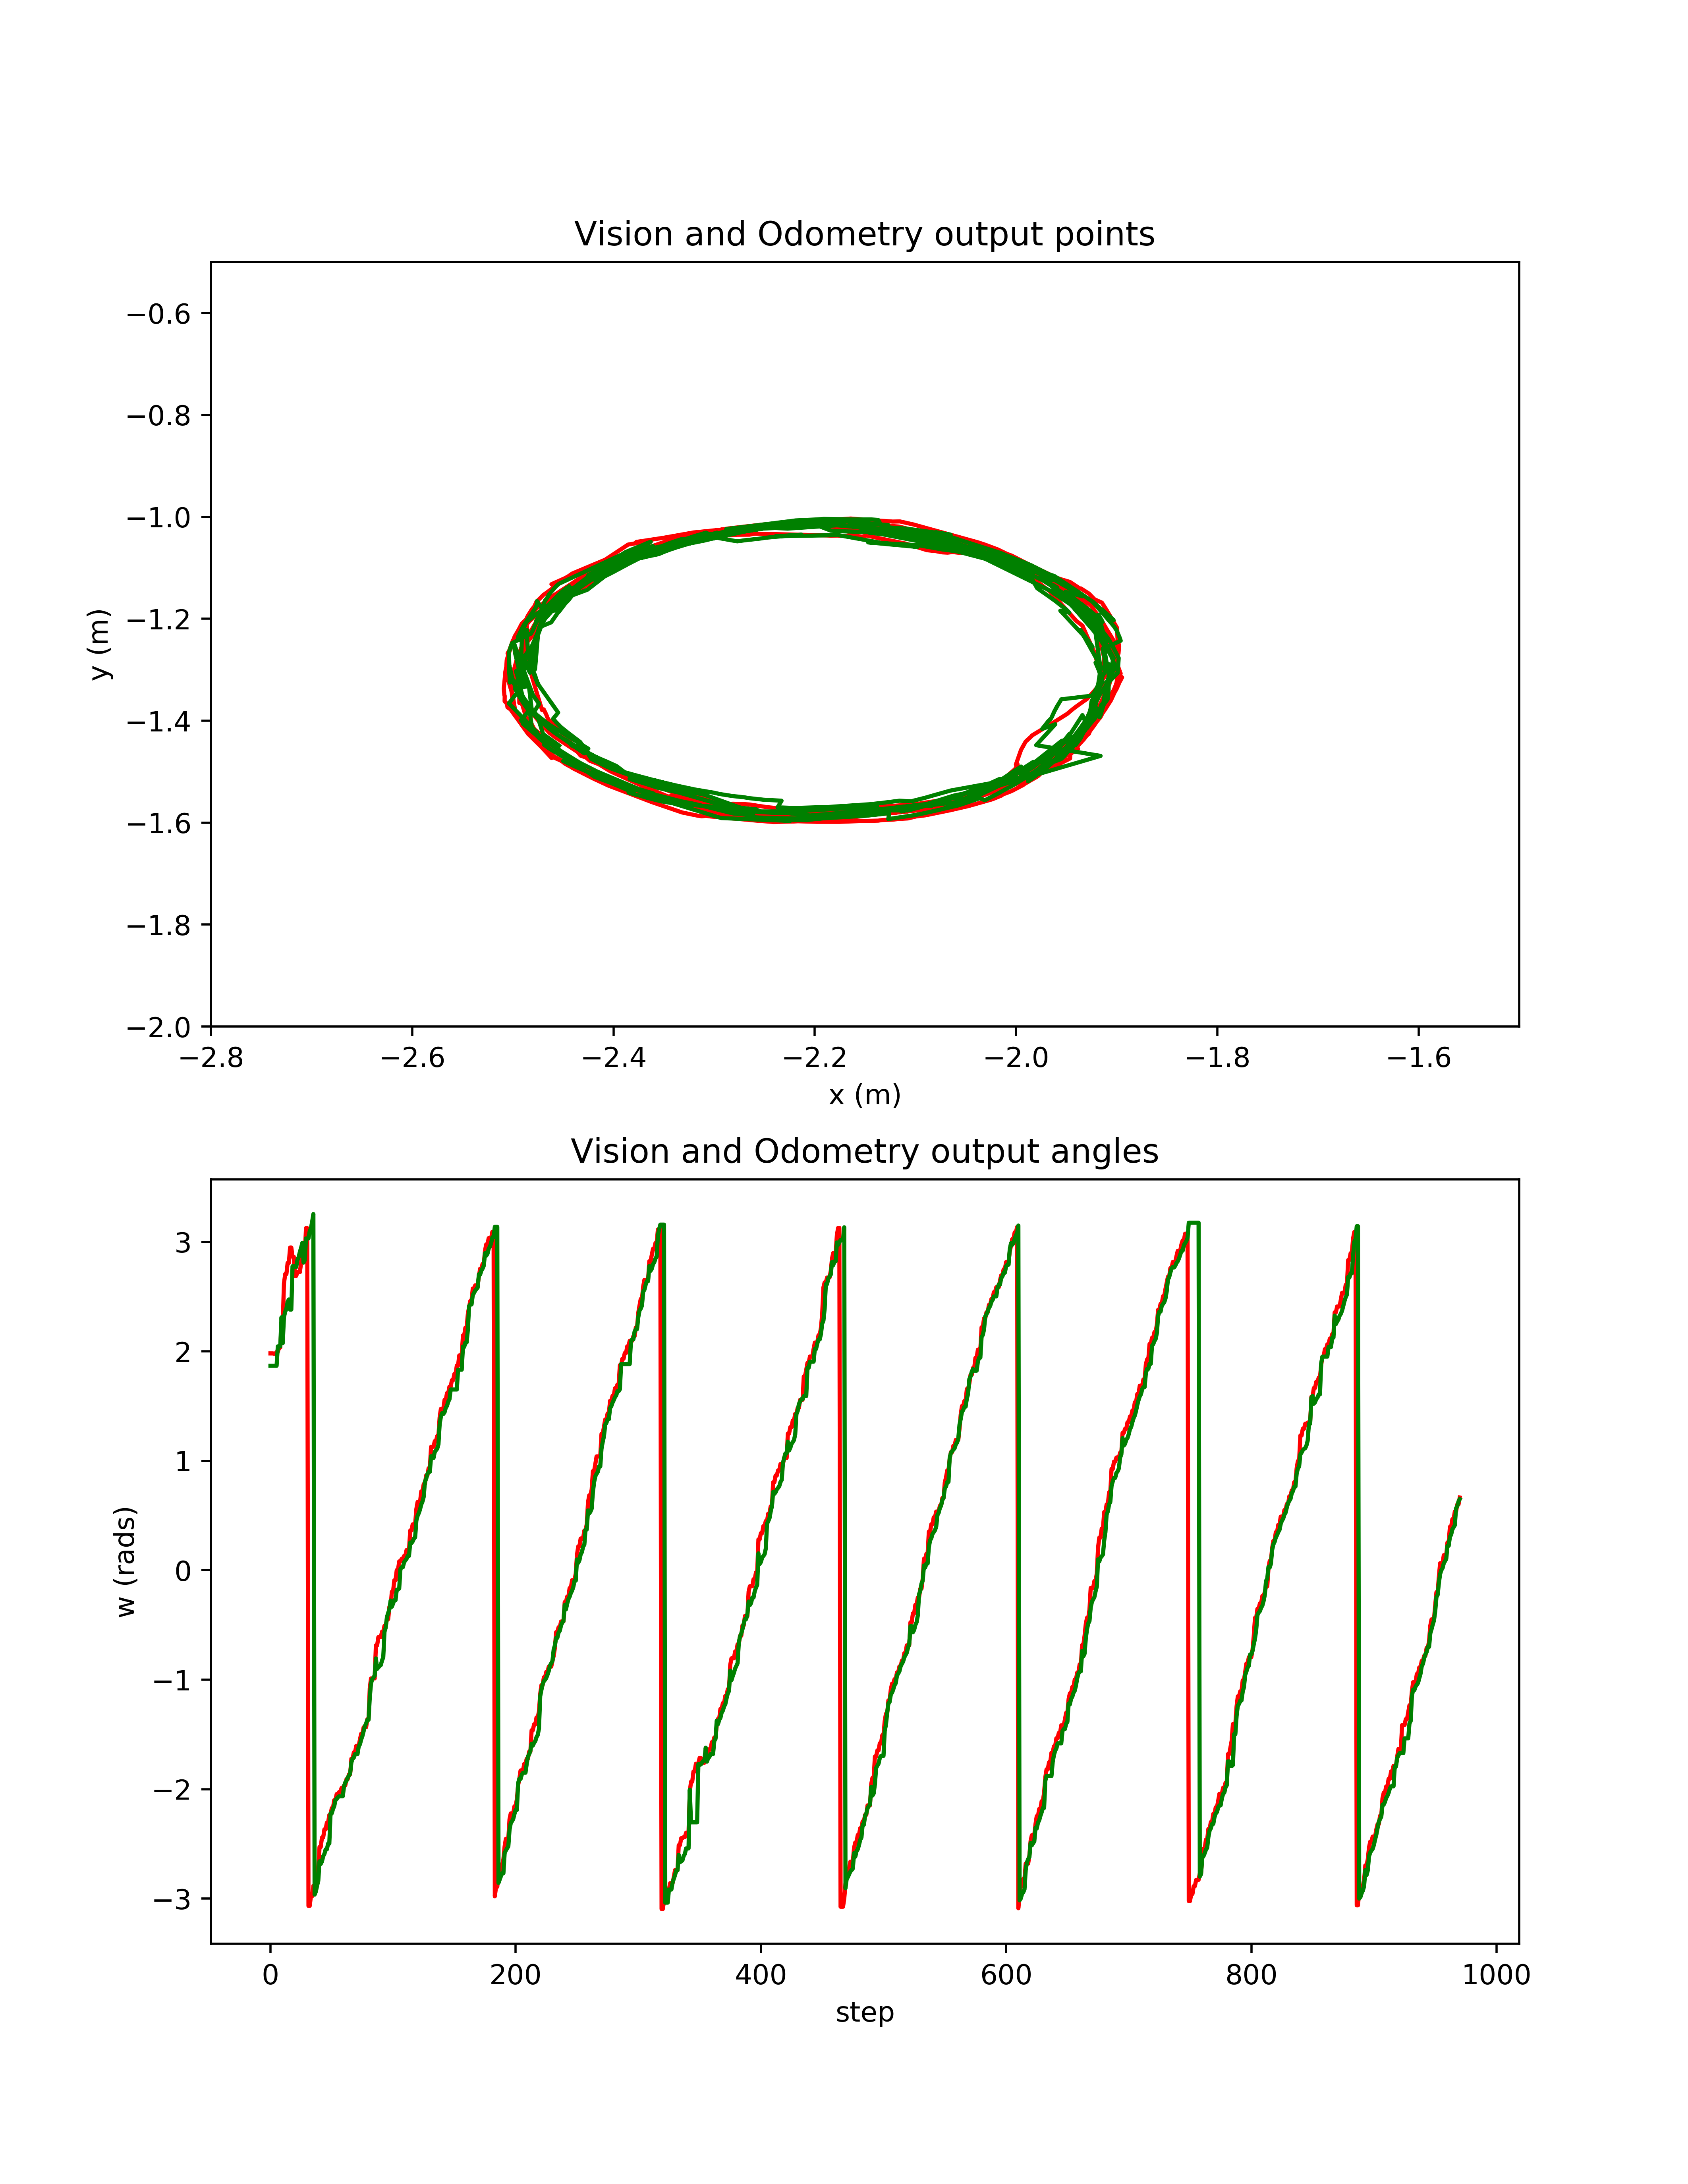 Vision and Odometry output points
−0.6
−0.8
−1.0
−1.2
−1.4
−1.6
−1.8
−2.0
y (m)
−2.8 −2.6 −2.4 −2.2 −2.0 −1.8 −1.6
x (m)
Vision and Odometry output angles
3
2
1
0
−1
−2
−3
w (rads)
0 200 400 600 800 1000
step